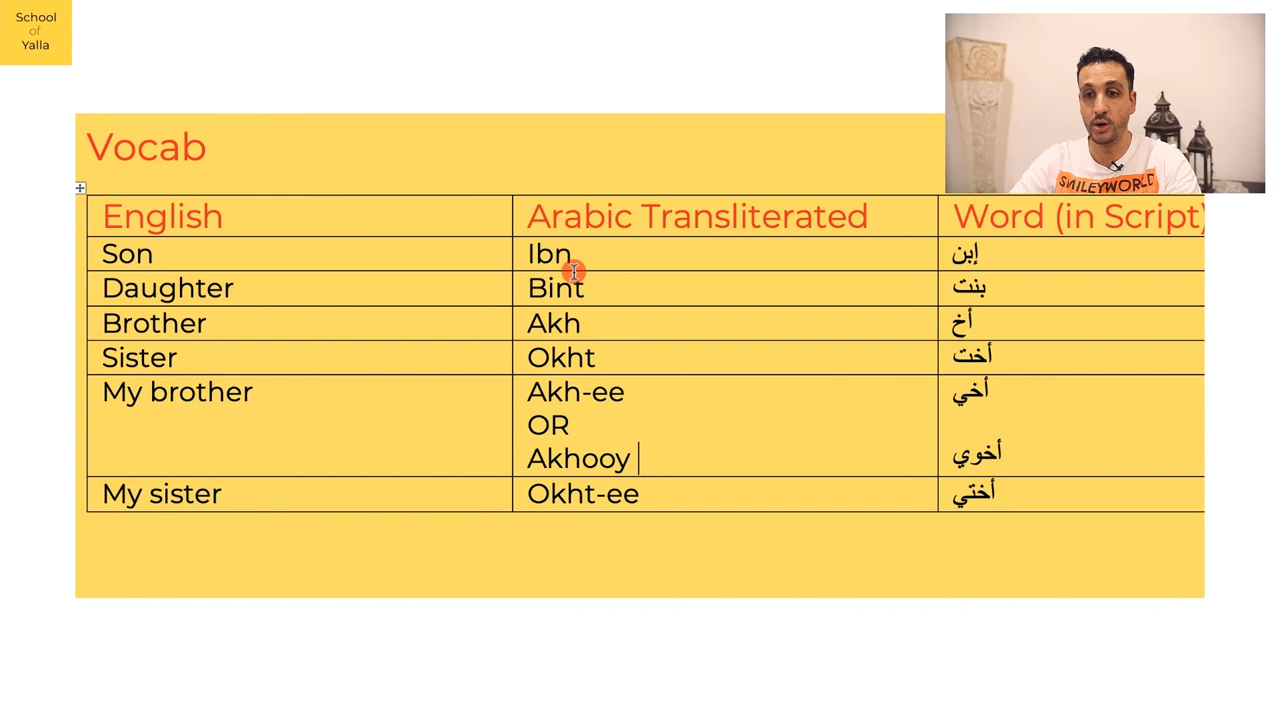 School
of
Yalla
SMILEYWORLD
Vocab
English Arabic Transliterated Word (in Script)
Son Ibn إبن
Daughter Bint بنت
Brother Akh أخ
Sister Okht أخت
My brother Akh-ee أخي
OR
Akhooy أخوي
My sister Okht-ee أختي